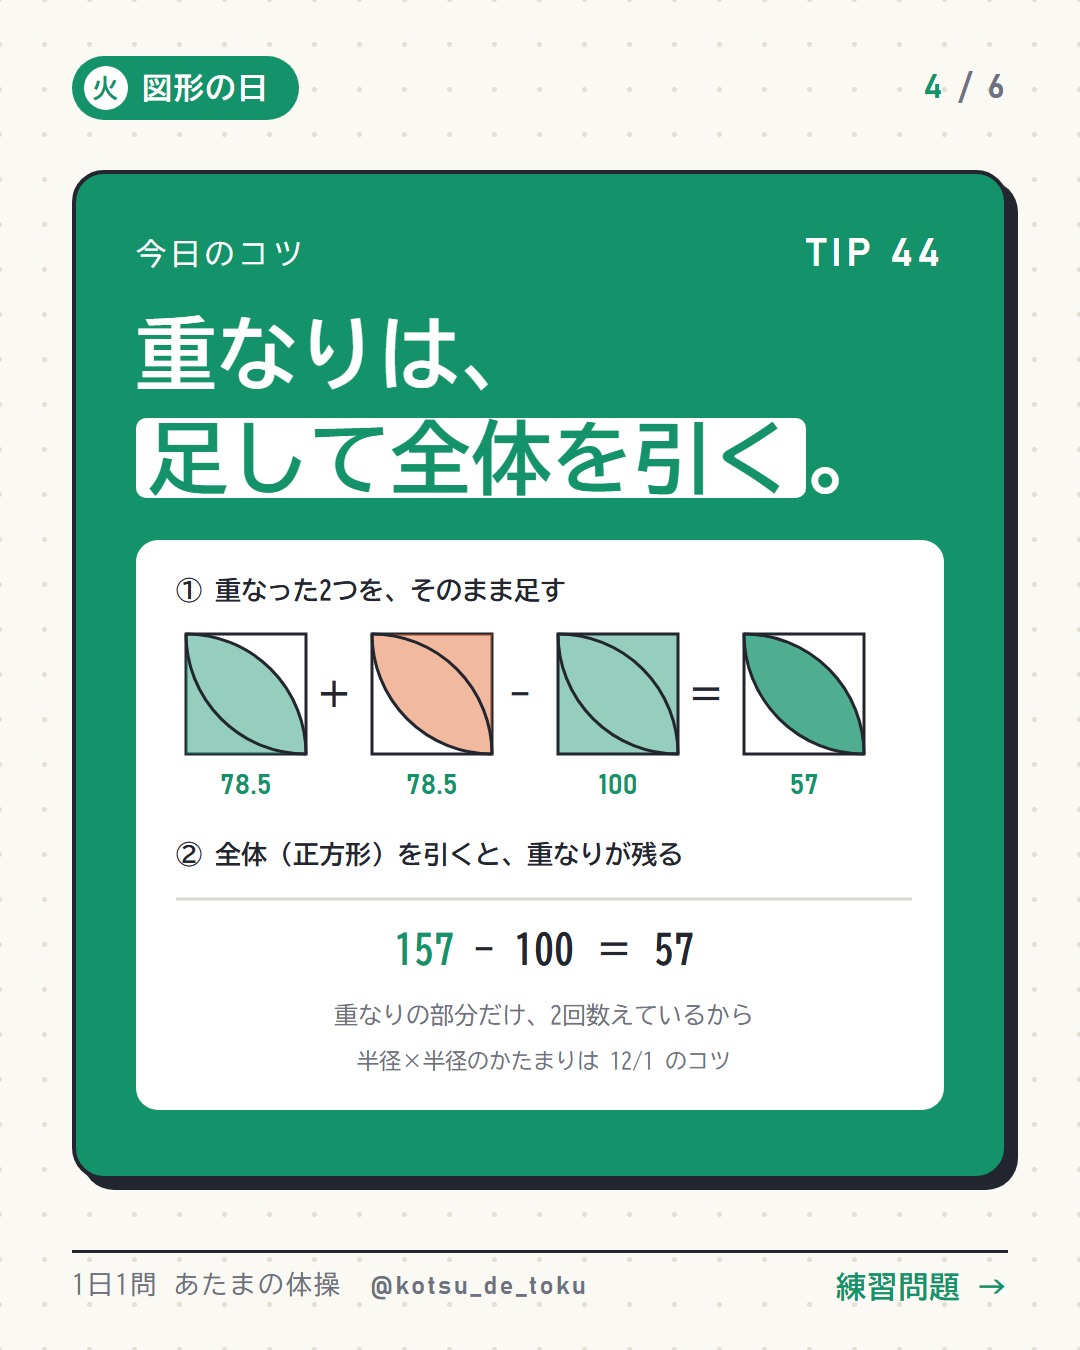 火 図形の日
4 / 6
今日のコツ
TIP 44
重なりは、
足して全体を引く。
① 重なった2つを、そのまま足す
+ - =
78.5 78.5 100 57
② 全体（正方形）を引くと、重なりが残る
157 - 100 = 57
重なりの部分だけ、2回数えているから
半径×半径のかたまりは 12/1 のコツ
1日1問 あたまの体操 @kotsu_de_toku
練習問題 →